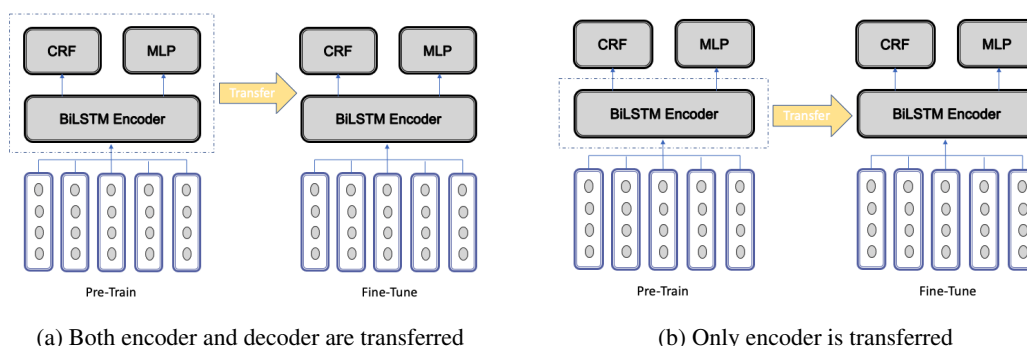 CRF
MLP
BiLSTM Encoder
Pre-Train
Transfer
CRF
MLP
BiLSTM Encoder
Fine-Tune
(a) Both encoder and decoder are transferred
CRF
MLP
BiLSTM Encoder
Pre-Train
Transfer
CRF
MLP
BiLSTM Encoder
Fine-Tune
(b) Only encoder is transferred